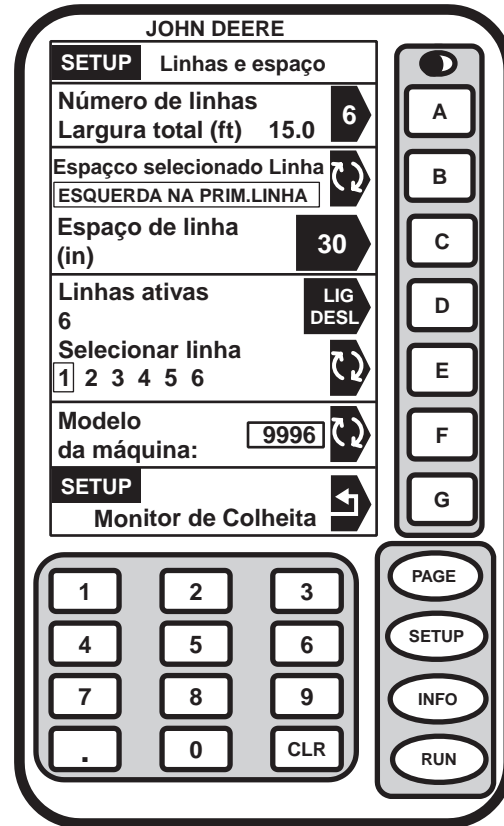 JOHN DEERE
SETUP Linhas e espaço
Número de linhas
Largura total (ft) 15.0 6
Espaçco selecionado Linha
ESQUERDA NA PRIM.LINHA
Espaço de linha
(in) 30
Linhas ativas
6
LIG
DESL
Selecionar linha
1 2 3 4 5 6
Modelo
da máquina: 9996
SETUP
Monitor de Colheita
A
B
C
D
E
F
G
1 2 3
4 5 6
7 8 9
. 0 CLR
PAGE
SETUP
INFO
RUN